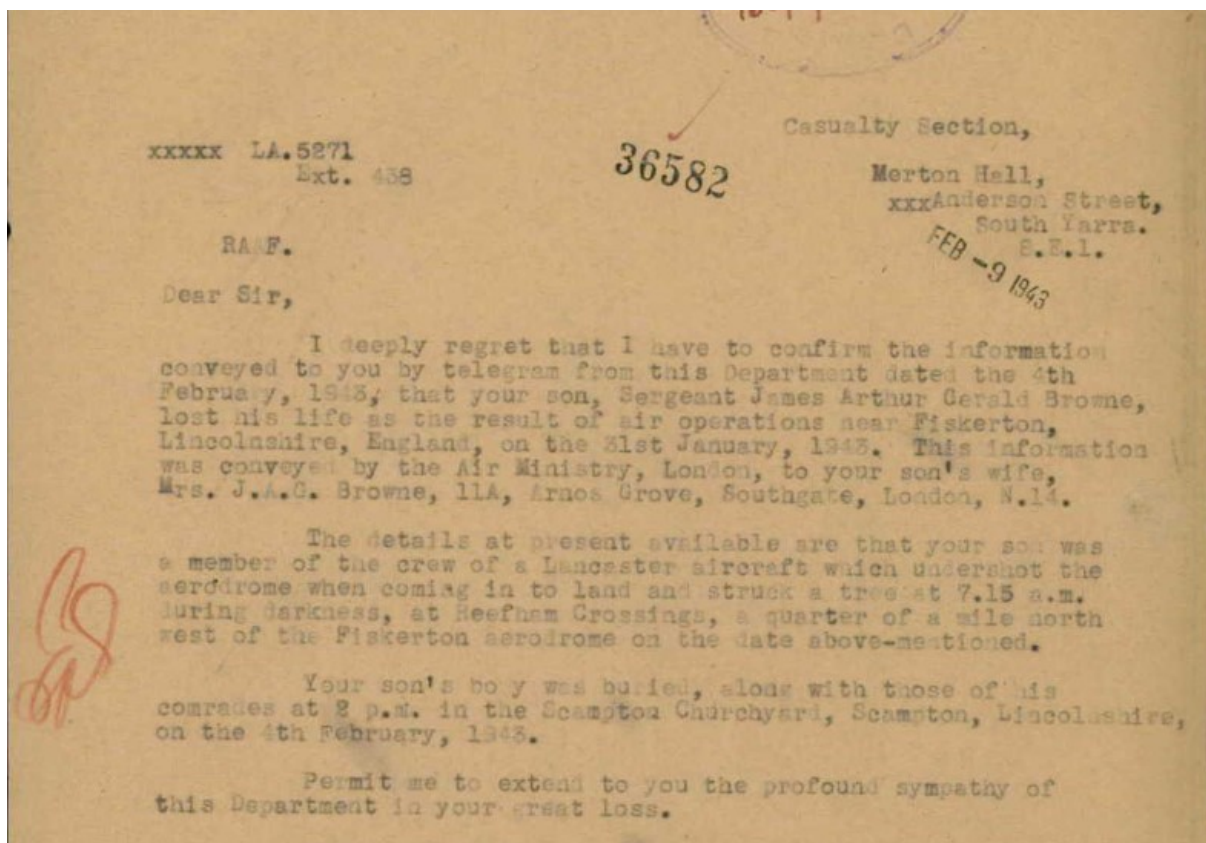 Casualty Section,
xxxxx LA.5271
Ext. 438
36582
Merton Hall,
xxxAnderson Street,
South Yarra.
S.E.1.
FEB -9 1943
RAAF.
Dear Sir,
I deeply regret that I have to confirm the information
conveyed to you by telegram from this Department dated the 4th
February, 1943, that your son, Sergeant James Arthur Gerald Browne,
lost his life as the result of air operations near Fiskerton,
Lincolnshire, England, on the 31st January, 1943. This information
was conveyed by the Air Ministry, London, to your son's wife,
Mrs. J.A.G. Browne, 11A, Arnos Grove, Southgate, London, N.14.
The details at present available are that your son was
a member of the crew of a Lancaster aircraft which undershot the
aerodrome when coming in to land and struck a tree at 7.15 a.m.
during darkness, at Reefham Crossings, a quarter of a mile north
west of the Fiskerton aerodrome on the date above-mentioned.
Your son's body was buried, along with those of his
comrades at 2 p.m. in the Scampton Churchyard, Scampton, Lincolnshire,
on the 4th February, 1943.
Permit me to extend to you the profound sympathy of
this Department in your great loss.